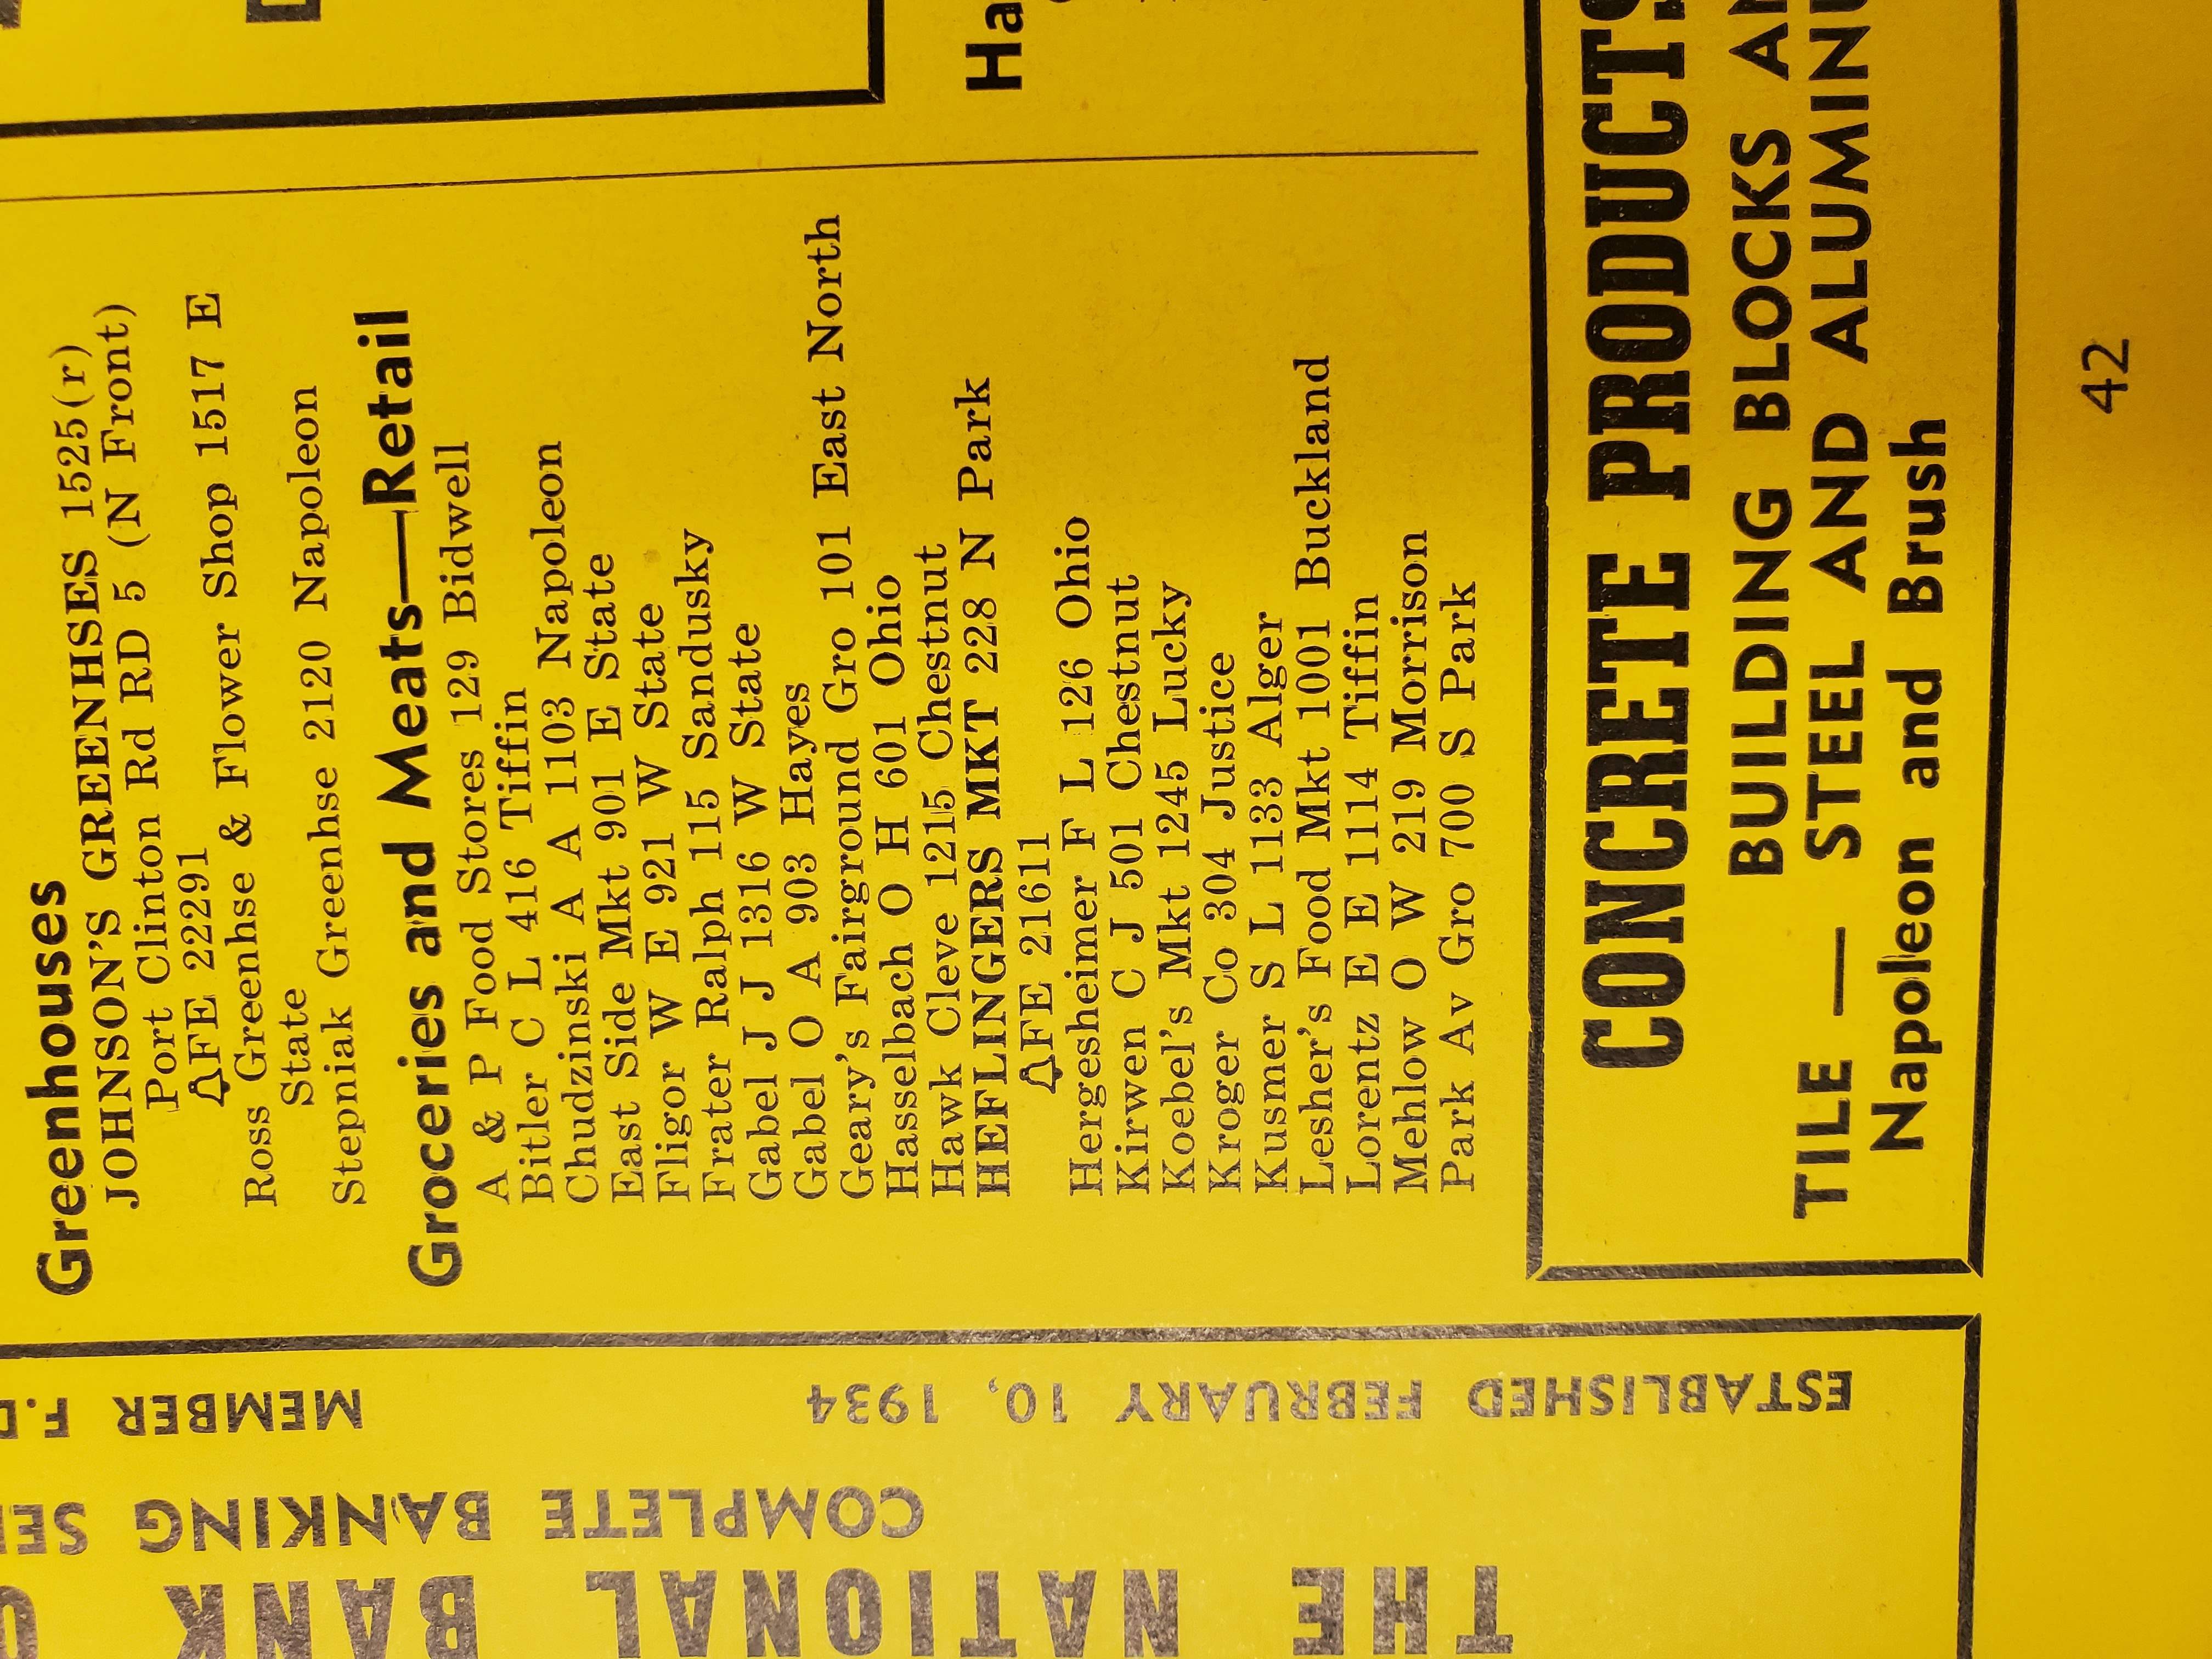 Greenhouses
JOHNSON'S GREENHSES 1525(r)
Port Clinton Rd RD 5 (N Front)
FE 22291
Ross Greenhse & Flower Shop 1517 E
State
Stepniak Greenhse 2120 Napoleon
Groceries and Meats—Retail
A & P Food Stores 129 Bidwell
Bitler C L 416 Tiffin
Chudzinski A A 1103 Napoleon
East Side Mkt 901 E State
Fligor W E 921 W State
Frater Ralph 115 Sandusky
Gabel J J 1316 W State
Gabel O A 903 Hayes
Geary's Fairground Gro 101 East North
Hasselbach O H 601 Ohio
Hawk Cleve 1215 Chestnut
HEFLINGERS MKT 228 N Park
FE 21611
Hergesheimer F L 126 Ohio
Kirwen C J 501 Chestnut
Koebel's Mkt 1245 Lucky
Kroger Co 304 Justice
Kusmer S L 1133 Alger
Lesher's Food Mkt 1001 Buckland
Lorentz E E 1114 Tiffin
Mehlow O W 219 Morrison
Park Av Gro 700 S Park
Ha
CONCRETE PRODUCTS
BUILDING BLOCKS
TILE — STEEL AND ALUMINU
Napoleon and Brush
42
THE NATIONAL BANK
COMPLETE BANKING SE
ESTABLISHED FEBRUARY 10, 1934
MEMBER F.D